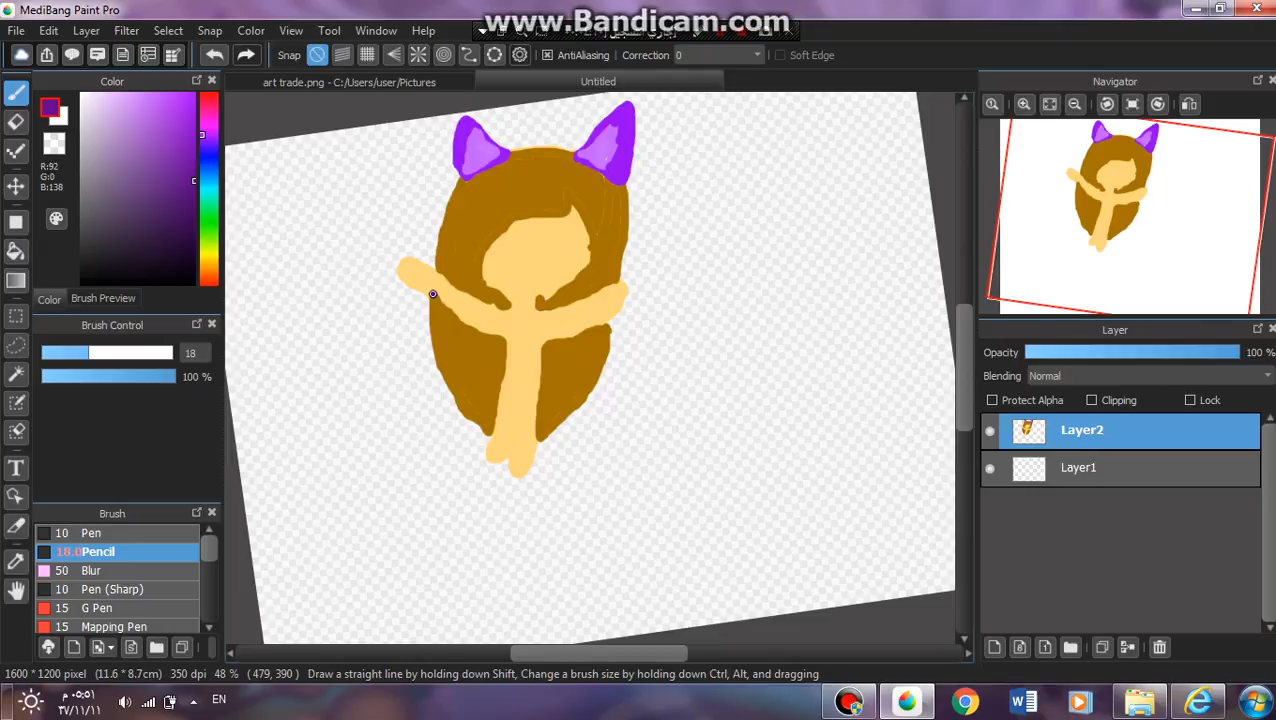 MediBang Paint Pro
www.Bandicam.com
File Edit Layer Filter Select Snap Color View Tool Window Help
Snap AntiAliasing Correction 0 Soft Edge
Color
art trade.png - C:/Users/user/Pictures Untitled
Navigator
R:92
G:0
B:138
Color Brush Preview
Brush Control
18
100 %
Layer
Opacity 100 %
Blending Normal
Protect Alpha Clipping Lock
Layer2
Layer1
Brush
10 Pen
18.0 Pencil
50 Blur
10 Pen (Sharp)
15 G Pen
15 Mapping Pen
1600 * 1200 pixel (11.6 * 8.7cm) 350 dpi 48 % ( 479, 390 ) Draw a straight line by holding down Shift, Change a brush size by holding down Ctrl, Alt, and dragging
EN